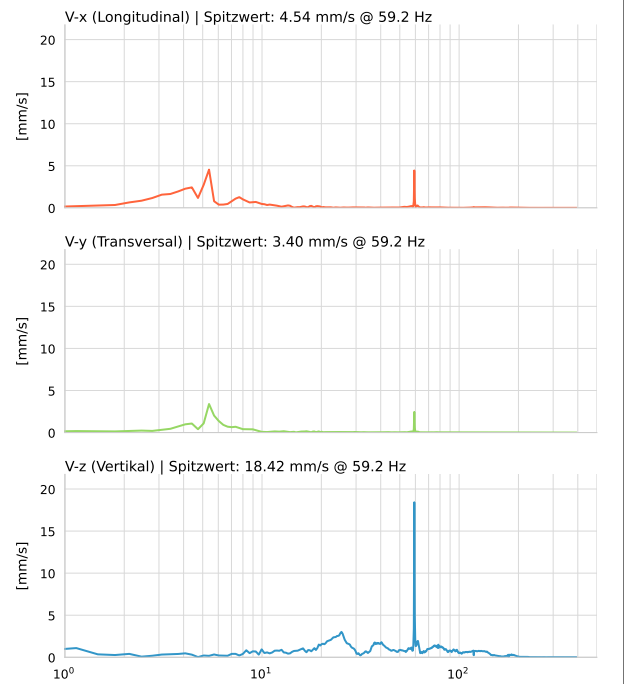 V-x (Longitudinal) | Spitzwert: 4.54 mm/s @ 59.2 Hz
20
15
10
5
0
[mm/s]
V-y (Transversal) | Spitzwert: 3.40 mm/s @ 59.2 Hz
20
15
10
5
0
[mm/s]
V-z (Vertikal) | Spitzwert: 18.42 mm/s @ 59.2 Hz
20
15
10
5
0
[mm/s]
10⁰ 10¹ 10²